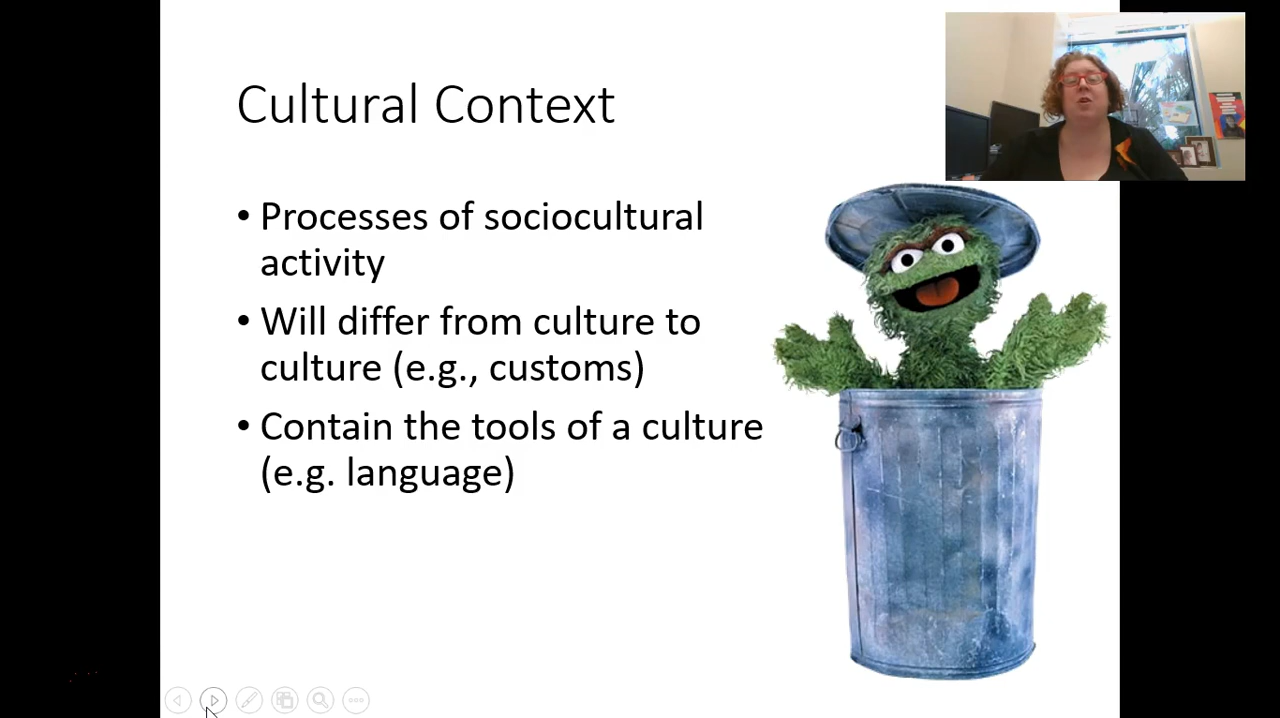 Cultural Context
• Processes of sociocultural
activity
• Will differ from culture to
culture (e.g., customs)
• Contain the tools of a culture
(e.g. language)